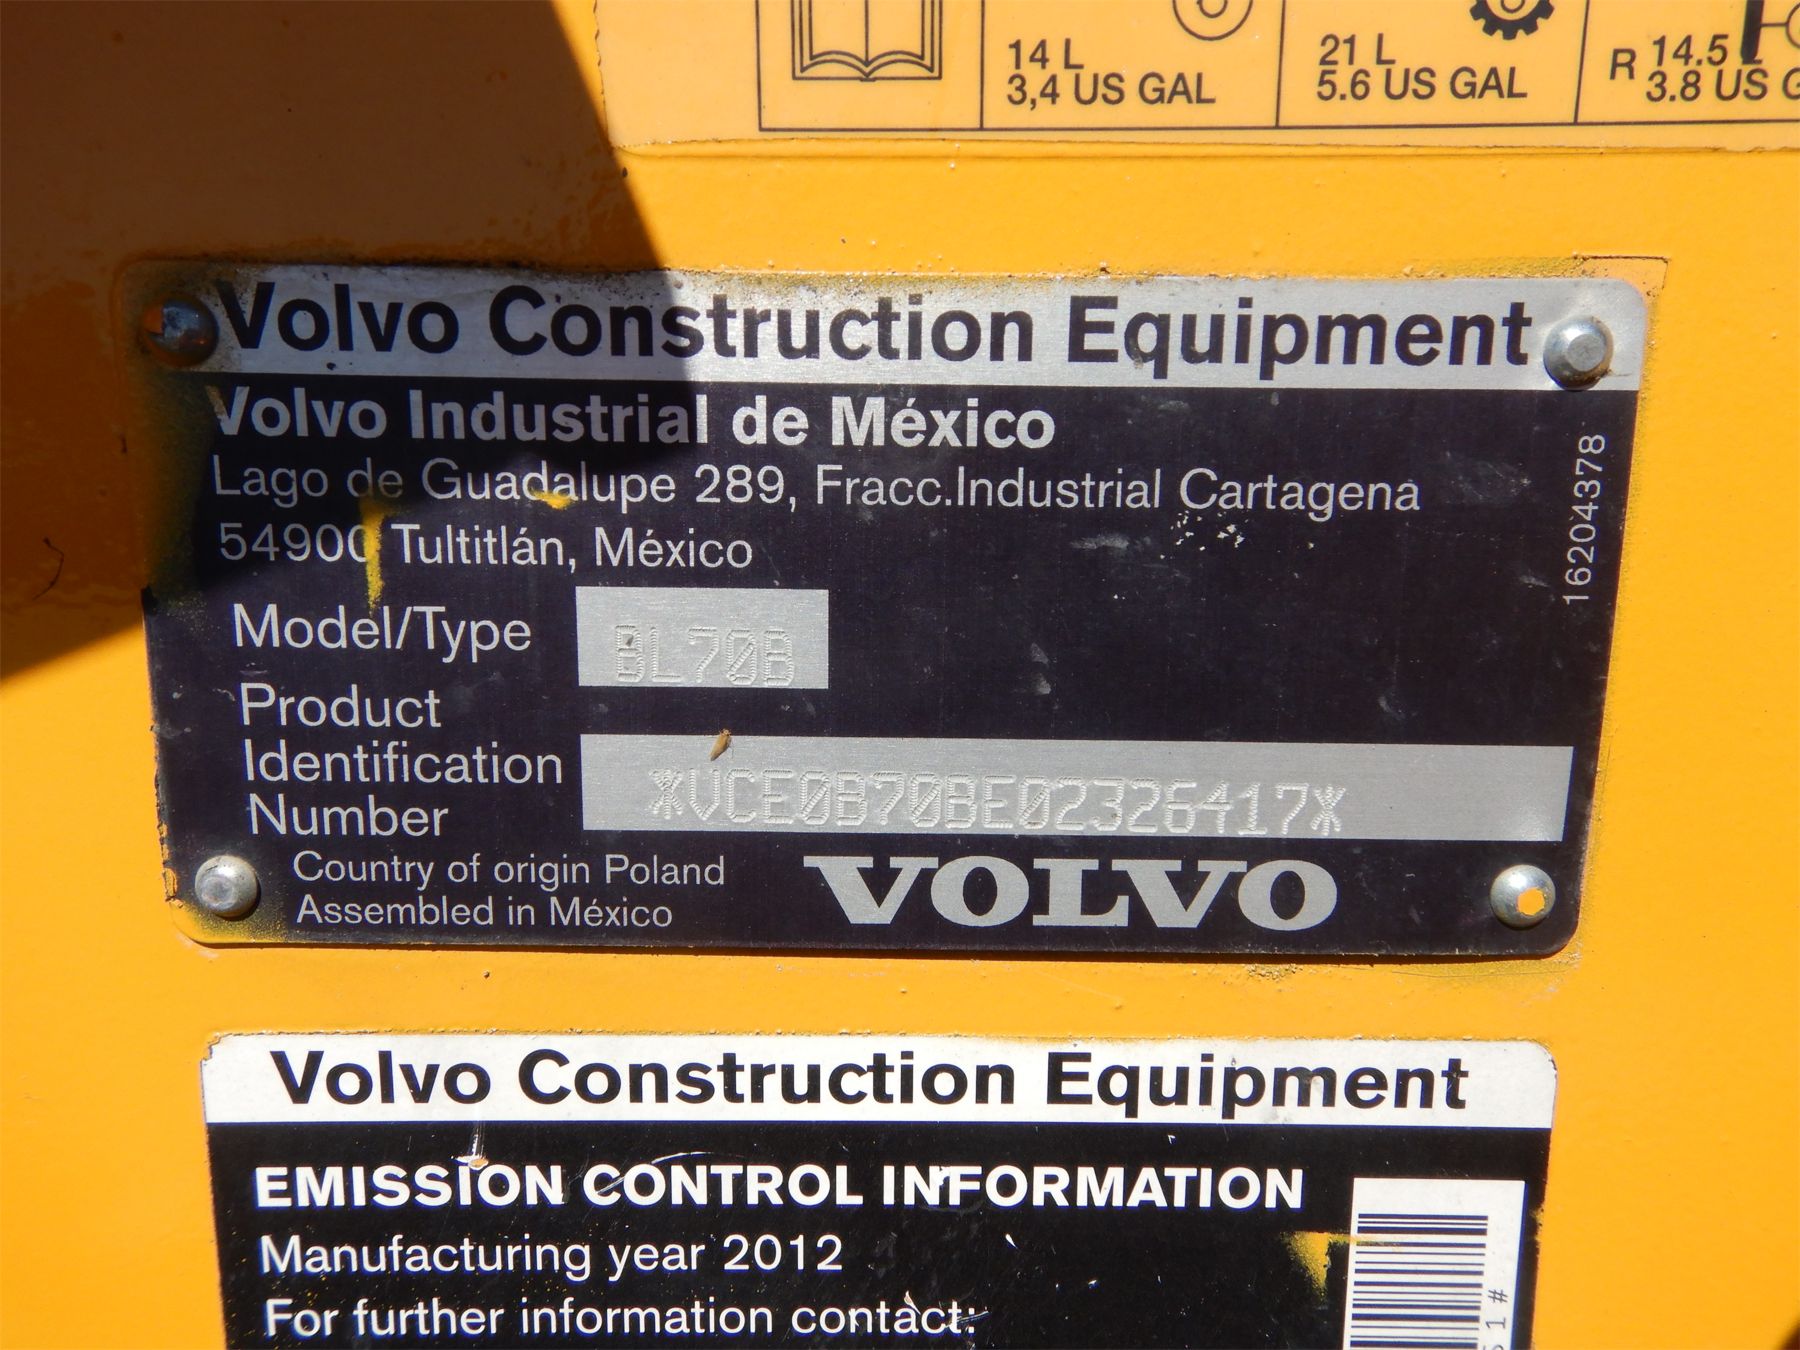 14 L
3,4 US GAL
21 L
5.6 US GAL
R 14.5 L
3.8 US G
Volvo Construction Equipment
Volvo Industrial de México
Lago de Guadalupe 289, Fracc.Industrial Cartagena
54900 Tultitlán, México
16204378
Model/Type BL70B
Product
Identification
Number *VCE0B70BE02326417*
Country of origin Poland
Assembled in México
VOLVO
Volvo Construction Equipment
EMISSION CONTROL INFORMATION
Manufacturing year 2012
For further information contact: